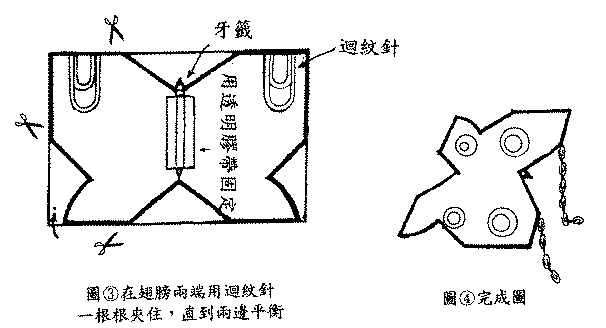 牙籤
迴紋針
用透明膠帶固定
圖③在翅膀兩端用迴紋針
一根根夾住，直到兩邊平衡
圖④完成圖